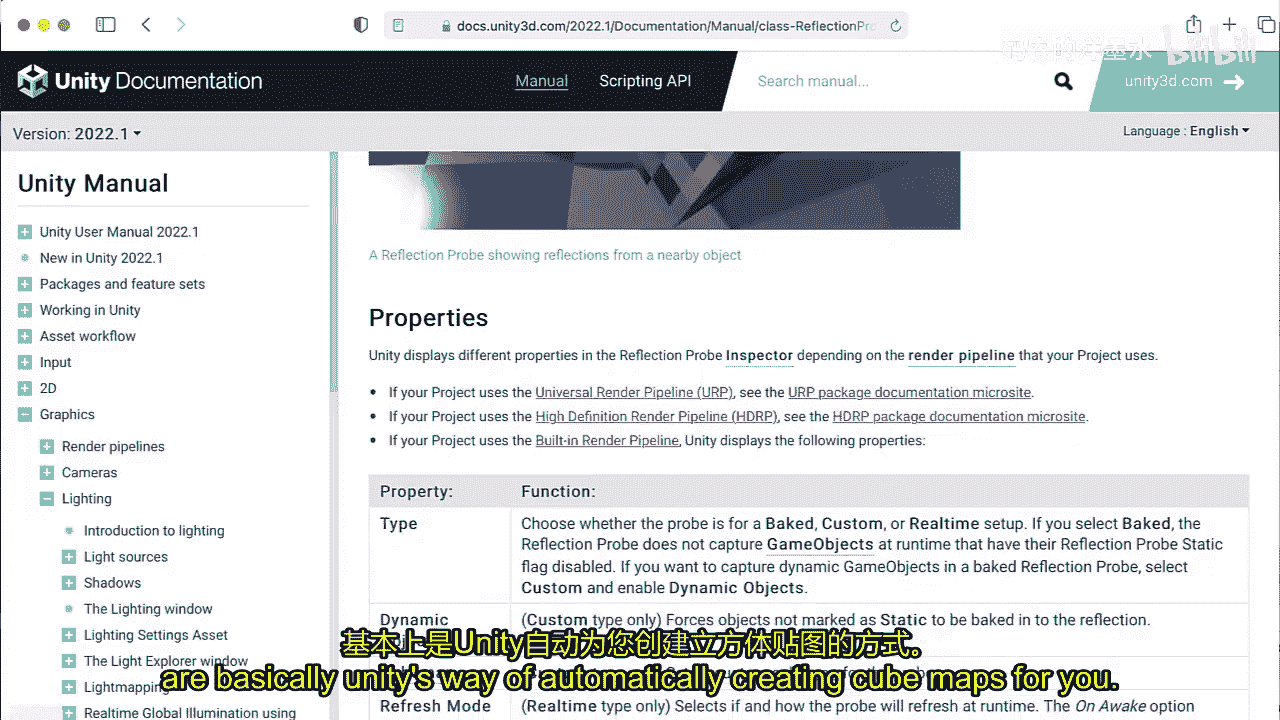 docs.unity3d.com/2022.1/Documentation/Manual/class-ReflectionPro
bilibili
Unity Documentation
Manual
Scripting API
Search manual...
unity3d.com
Version: 2022.1
Language : English
Unity Manual
Unity User Manual 2022.1
New in Unity 2022.1
Packages and feature sets
Working in Unity
Asset workflow
Input
2D
Graphics
Render pipelines
Cameras
Lighting
Introduction to lighting
Light sources
Shadows
The Lighting window
Lighting Settings Asset
The Light Explorer window
Lightmapping
Realtime Global Illumination using
A Reflection Probe showing reflections from a nearby object
Properties
Unity displays different properties in the Reflection Probe Inspector depending on the render pipeline that your Project uses.
If your Project uses the Universal Render Pipeline (URP), see the URP package documentation microsite.
If your Project uses the High Definition Render Pipeline (HDRP), see the HDRP package documentation microsite.
If your Project uses the Built-in Render Pipeline, Unity displays the following properties:
Property: Function:
Type
Choose whether the probe is for a Baked, Custom, or Realtime setup. If you select Baked, the
Reflection Probe does not capture GameObjects at runtime that have their Reflection Probe Static
flag disabled. If you want to capture dynamic GameObjects in a baked Reflection Probe, select
Custom and enable Dynamic Objects.
Dynamic
(Custom type only) Forces objects not marked as Static to be baked in to the reflection.
Refresh Mode
(Realtime type only) Selects if and how the probe will refresh at runtime. The On Awake option
基本上是Unity自动为您创建立方体贴图的方式。
are basically unity's way of automatically creating cube maps for you.